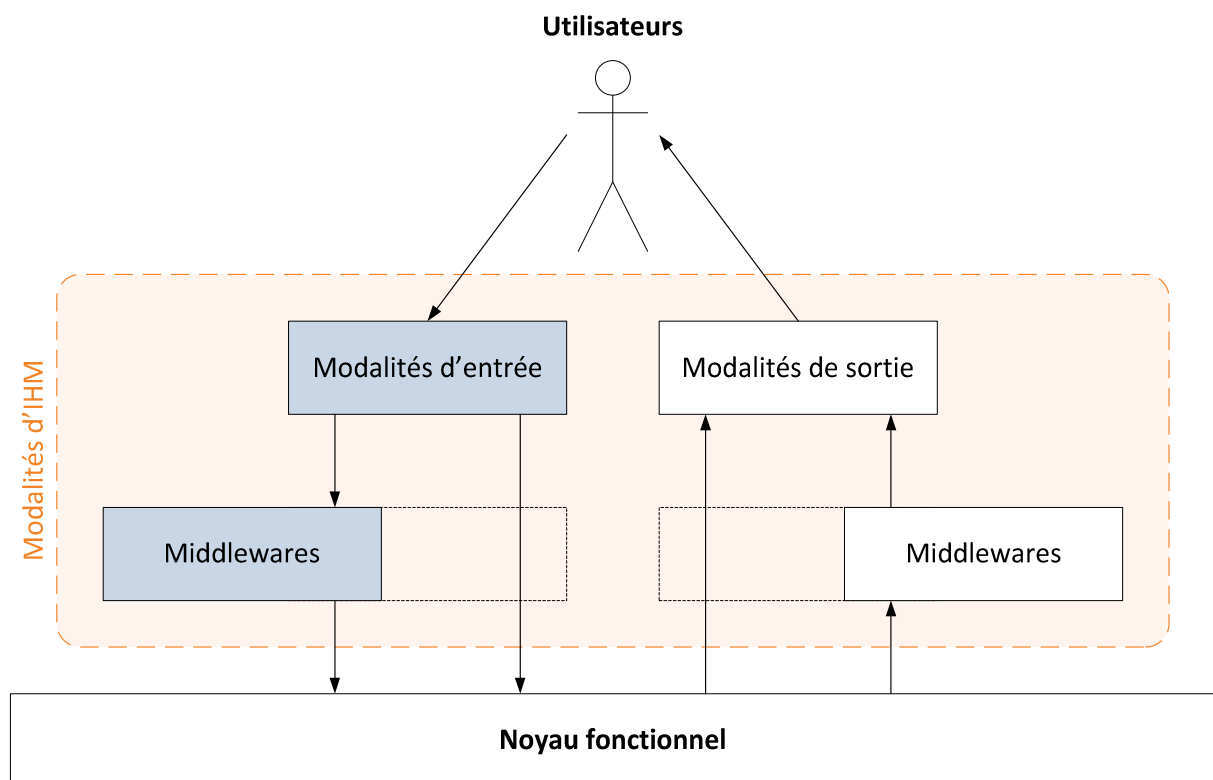 Utilisateurs
Modalités d'IHM
Modalités d'entrée
Modalités de sortie
Middlewares
Middlewares
Noyau fonctionnel